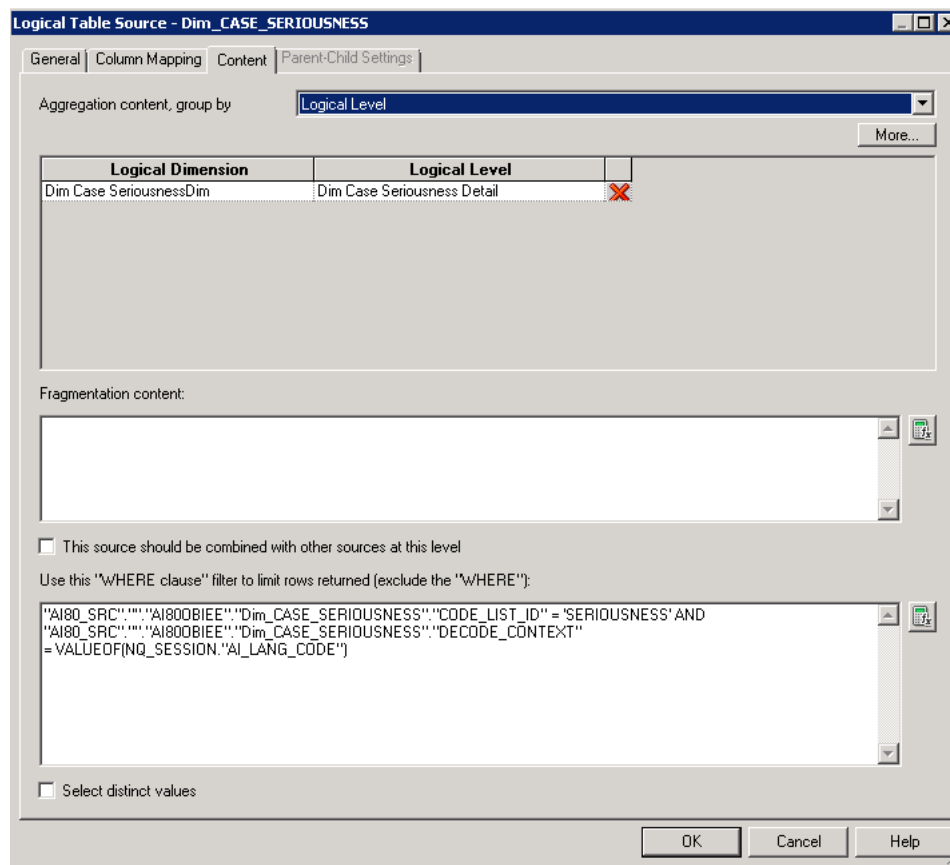 Logical Table Source - Dim_CASE_SERIOUSNESS
General Column Mapping Content Parent-Child Settings
Aggregation content, group by Logical Level
More...
Logical Dimension Logical Level
Dim Case SeriousnessDim Dim Case Seriousness Detail
Fragmentation content:
This source should be combined with other sources at this level
Use this "WHERE clause" filter to limit rows returned (exclude the "WHERE"):
"AI80_SRC".""."AI80OBIEE"."Dim_CASE_SERIOUSNESS"."CODE_LIST_ID" = 'SERIOUSNESS' AND
"AI80_SRC".""."AI80OBIEE"."Dim_CASE_SERIOUSNESS"."DECODE_CONTEXT"
= VALUEOF(NQ_SESSION."AI_LANG_CODE")
Select distinct values
OK Cancel Help